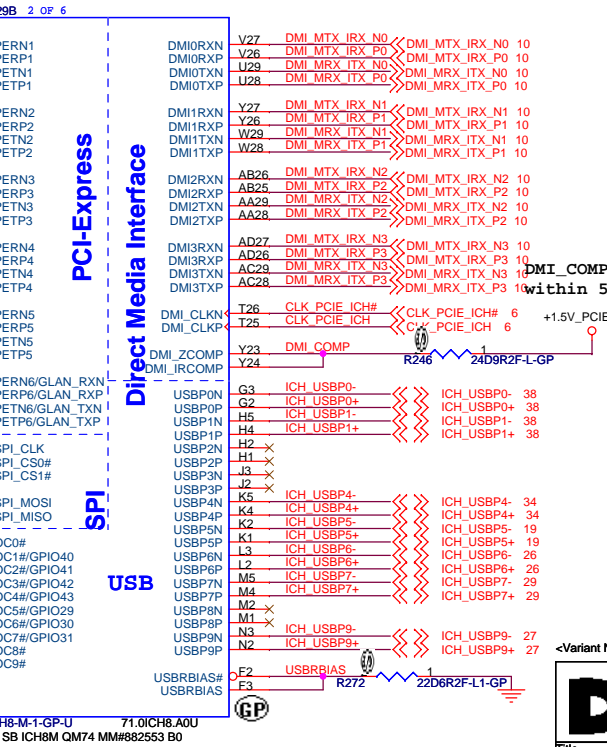 29B 2 OF 6
PERN1 DMI0RXN V27 DMI_MTX_IRX_N0 DMI_MTX_IRX_N0 10
PERP1 DMI0RXP V26 DMI_MTX_IRX_P0 DMI_MTX_IRX_P0 10
PETN1 DMI0TXN U29 DMI_MRX_ITX_N0 DMI_MRX_ITX_N0 10
PETP1 DMI0TXP U28 DMI_MRX_ITX_P0 DMI_MRX_ITX_P0 10
PERN2 DMI1RXN Y27 DMI_MTX_IRX_N1 DMI_MTX_IRX_N1 10
PERP2 DMI1RXP Y26 DMI_MTX_IRX_P1 DMI_MTX_IRX_P1 10
PETN2 DMI1TXN W29 DMI_MRX_ITX_N1 DMI_MRX_ITX_N1 10
PETP2 DMI1TXP W28 DMI_MRX_ITX_P1 DMI_MRX_ITX_P1 10
PERN3 DMI2RXN AB26 DMI_MTX_IRX_N2 DMI_MTX_IRX_N2 10
PERP3 DMI2RXP AB25 DMI_MTX_IRX_P2 DMI_MTX_IRX_P2 10
PETN3 DMI2TXN AA29 DMI_MRX_ITX_N2 DMI_MRX_ITX_N2 10
PETP3 DMI2TXP AA28 DMI_MRX_ITX_P2 DMI_MRX_ITX_P2 10
PERN4 DMI3RXN AD27 DMI_MTX_IRX_N3 DMI_MTX_IRX_N3 10
PERP4 DMI3RXP AD26 DMI_MTX_IRX_P3 DMI_MTX_IRX_P3 10
PETN4 DMI3TXN AC29 DMI_MRX_ITX_N3 DMI_MRX_ITX_N3 10
PETP4 DMI3TXP AC28 DMI_MRX_ITX_P3 DMI_MRX_ITX_P3 10
DMI_COMP
within 5
PCI-Express
Direct Media Interface
PERN5 DMI_CLKN T26 CLK_PCIE_ICH# CLK_PCIE_ICH# 6
PERP5 DMI_CLKP T25 CLK_PCIE_ICH CLK_PCIE_ICH 6
+1.5V_PCIE
PETN5
PETP5 DMI_ZCOMP Y23 DMI_COMP
DMI_IRCOMP Y24
R246 1 24D9R2F-L-GP
PERN6/GLAN_RXN
PERP6/GLAN_RXP USBP0N G3 ICH_USBP0- ICH_USBP0- 38
PETN6/GLAN_TXN USBP0P G2 ICH_USBP0+ ICH_USBP0+ 38
PETP6/GLAN_TXP USBP1N H5 ICH_USBP1- ICH_USBP1- 38
USBP1P H4 ICH_USBP1+ ICH_USBP1+ 38
SPI_CLK USBP2N H2
SPI_CS0# USBP2P H1
SPI_CS1# USBP3N J3
USBP3P J2
SPI_MOSI USBP4N K5 ICH_USBP4- ICH_USBP4- 34
SPI_MISO USBP4P K4 ICH_USBP4+ ICH_USBP4+ 34
SPI
USBP5N K2 ICH_USBP5- ICH_USBP5- 19
OC0# USBP5P K1 ICH_USBP5+ ICH_USBP5+ 19
OC1#/GPIO40 USBP6N L3 ICH_USBP6- ICH_USBP6- 26
OC2#/GPIO41 USBP6P L2 ICH_USBP6+ ICH_USBP6+ 26
OC3#/GPIO42 USBP7N M5 ICH_USBP7- ICH_USBP7- 29
OC4#/GPIO43 USBP7P M4 ICH_USBP7+ ICH_USBP7+ 29
USB
OC5#/GPIO29 USBP8N M2
OC6#/GPIO30 USBP8P M1
OC7#/GPIO31 USBP9N N3 ICH_USBP9- ICH_USBP9- 27
OC8# USBP9P N2 ICH_USBP9+ ICH_USBP9+ 27
OC9#
<Variant N
USBRBIAS# F2 USBRBIAS
USBRBIAS F3
R272 1 22D6R2F-L1-GP
GP
H8-M-1-GP-U 71.0ICH8.A0U
SB ICH8M QM74 MM#882553 B0
D
Title